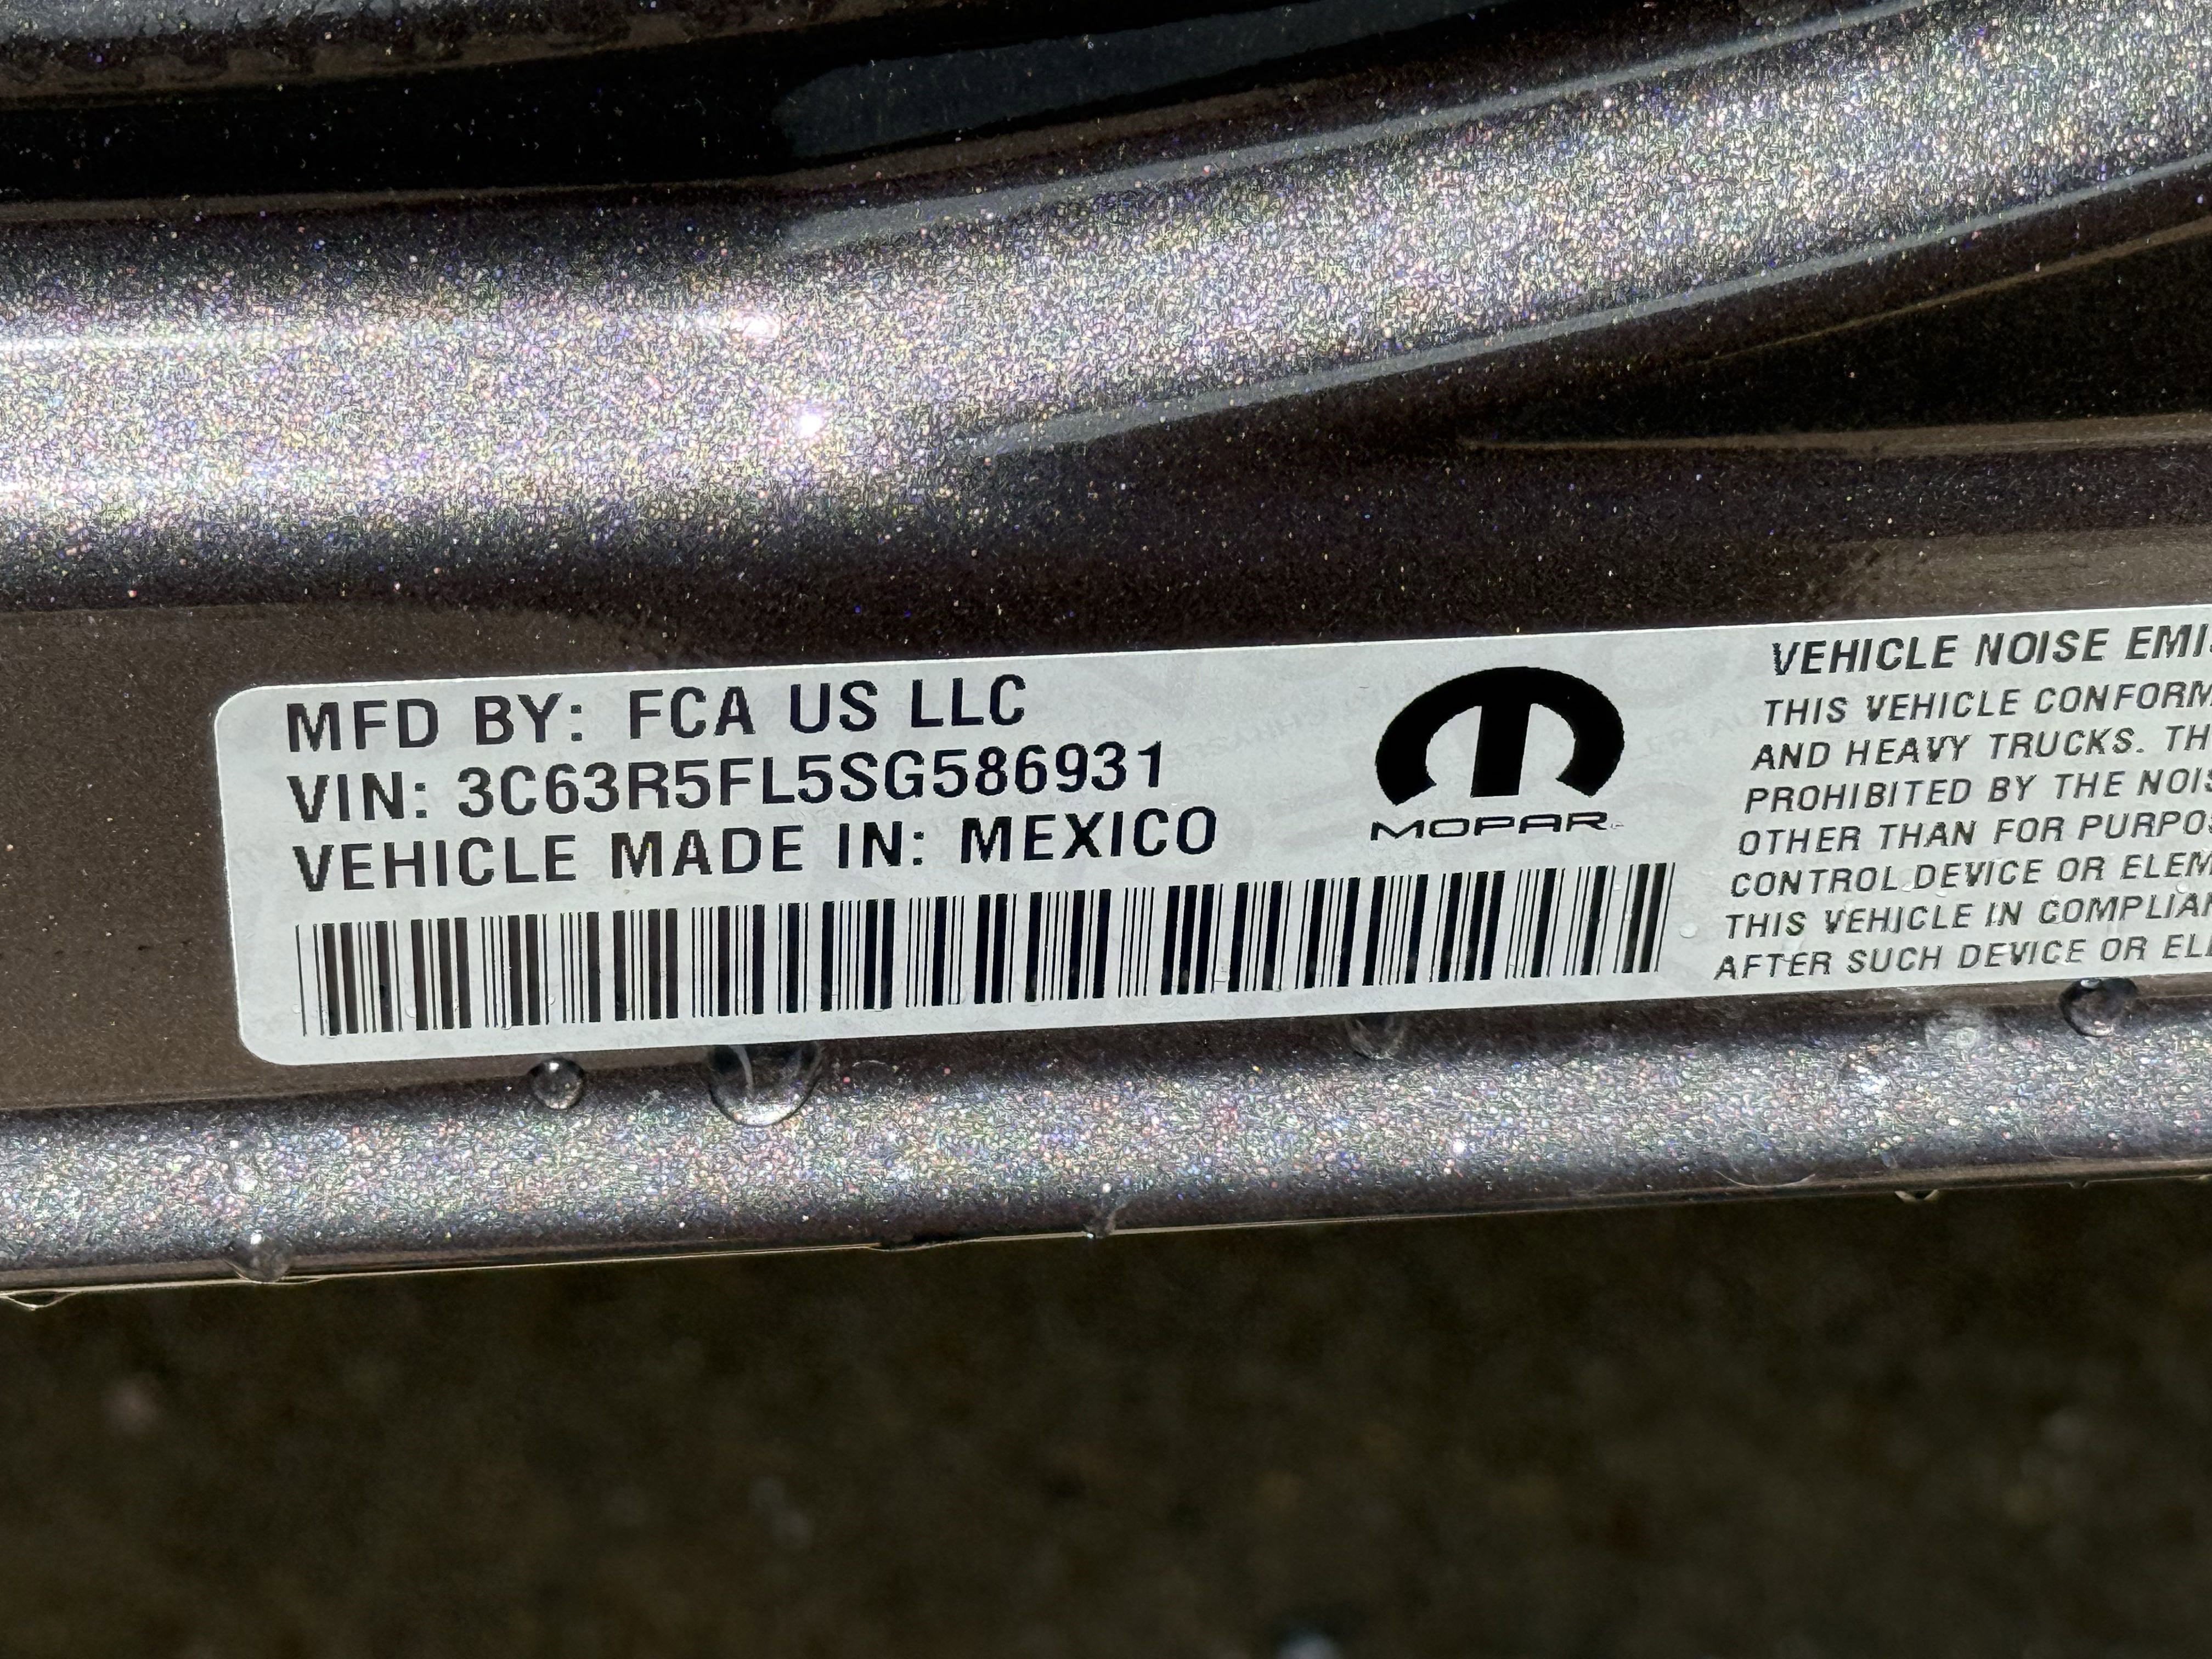 MFD BY: FCA US LLC
VIN: 3C63R5FL5SG586931
VEHICLE MADE IN: MEXICO
MOPAR
VEHICLE NOISE
THIS VEHICLE
AND HEAVY TRUCKS.
PROHIBITED BY THE
OTHER THAN FOR
CONTROL DEVICE OR
THIS VEHICLE IN
AFTER SUCH DEVICE OR